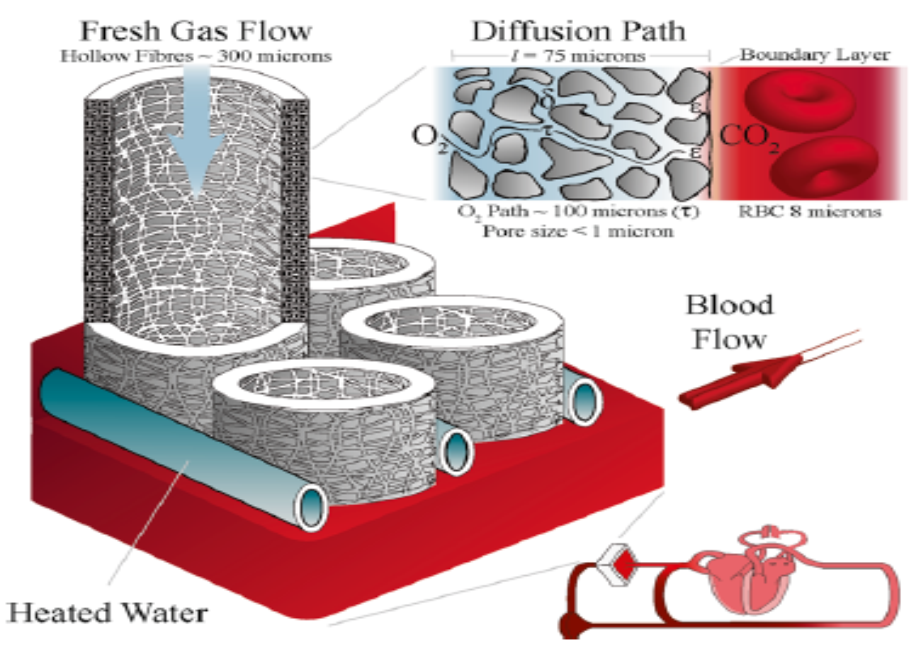 Fresh Gas Flow
Hollow Fibres ~ 300 microns
Diffusion Path
l = 75 microns
Boundary Layer
O₂
δ
τ
ε
ε
CO₂
O₂ Path ~ 100 microns (τ)
Pore size < 1 micron
RBC 8 microns
Blood
Flow
Heated Water